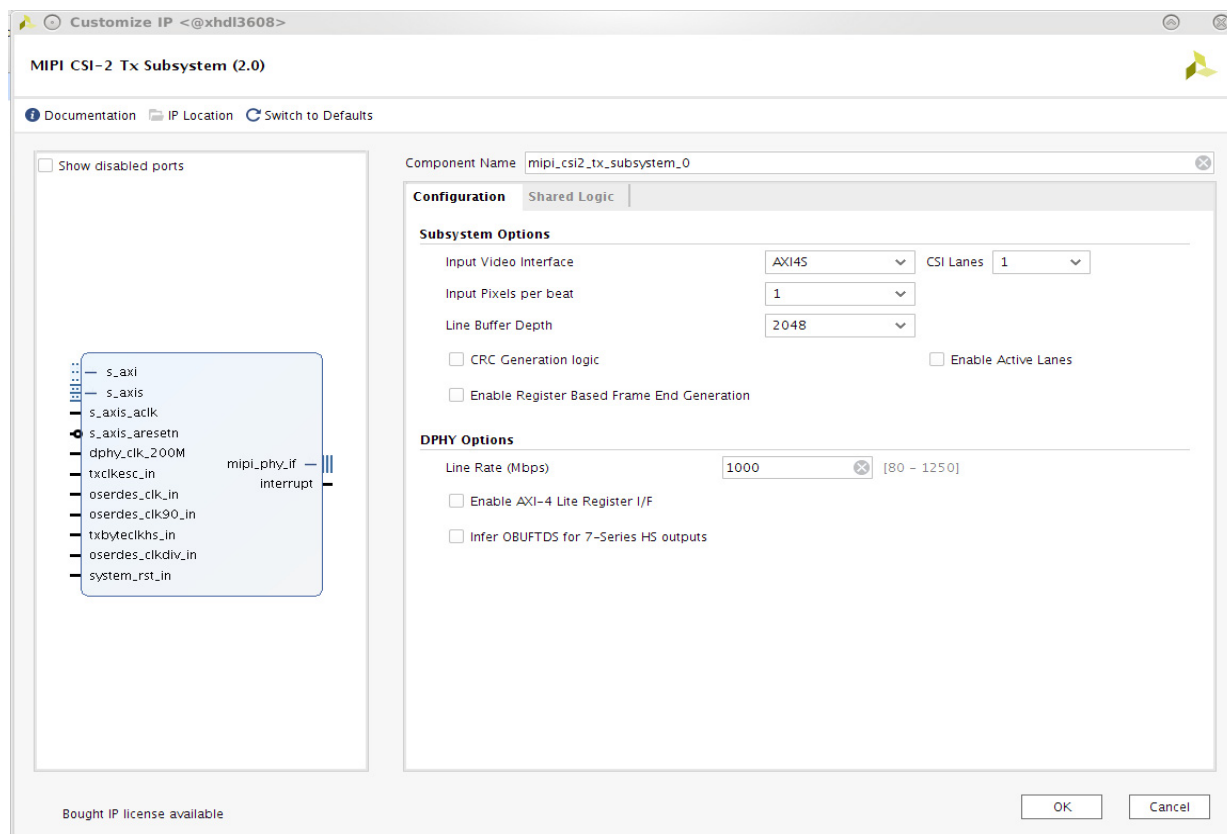 Customize IP <@xhdl3608>
MIPI CSI-2 Tx Subsystem (2.0)
Documentation IP Location Switch to Defaults
Show disabled ports
s_axi
s_axis
s_axis_aclk
s_axis_aresetn
dphy_clk_200M
txclkesc_in
oserdes_clk_in
oserdes_clk90_in
txbyteclkhs_in
oserdes_clkdiv_in
system_rst_in
mipi_phy_if
interrupt
Component Name mipi_csi2_tx_subsystem_0
Configuration Shared Logic
Subsystem Options
Input Video Interface AXI4S CSI Lanes 1
Input Pixels per beat 1
Line Buffer Depth 2048
CRC Generation logic Enable Active Lanes
Enable Register Based Frame End Generation
DPHY Options
Line Rate (Mbps) 1000 [80 - 1250]
Enable AXI-4 Lite Register I/F
Infer OBUFTDS for 7-Series HS outputs
Bought IP license available
OK Cancel